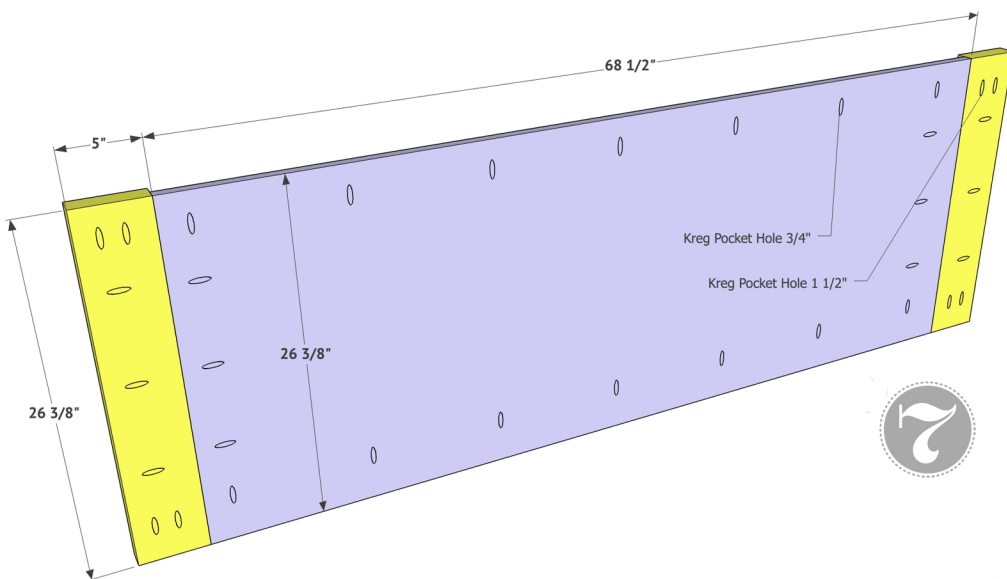 68 1/2"
5"
Kreg Pocket Hole 3/4"
Kreg Pocket Hole 1 1/2"
26 3/8"
26 3/8"
7